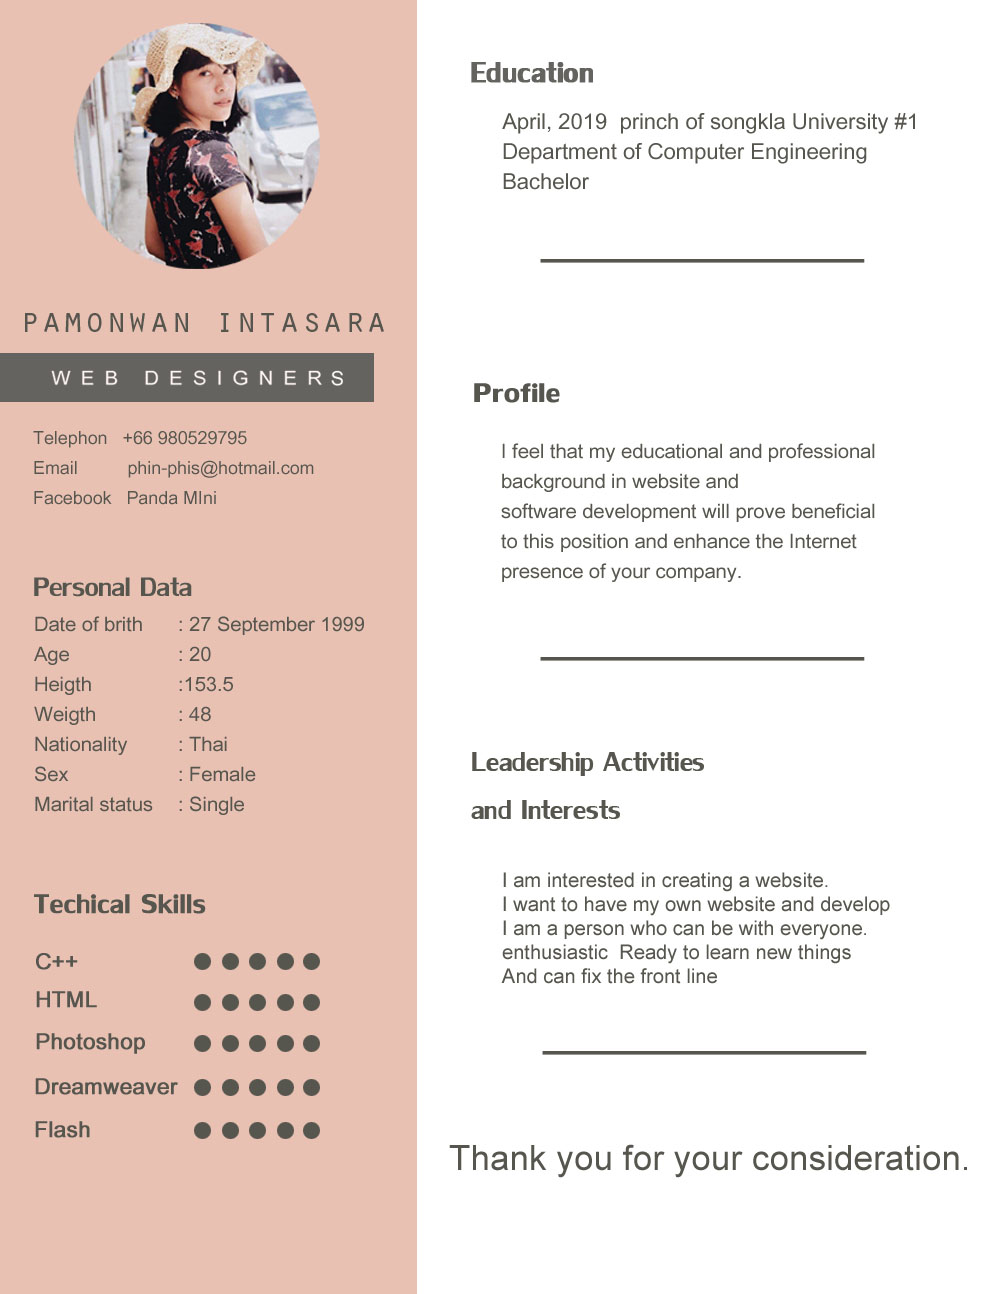 PAMONWAN INTASARA
WEB DESIGNERS
Telephon +66 980529795
Email phin-phis@hotmail.com
Facebook Panda MIni
Personal Data
Date of brith : 27 September 1999
Age : 20
Heigth :153.5
Weigth : 48
Nationality : Thai
Sex : Female
Marital status : Single
Techical Skills
C++
HTML
Photoshop
Dreamweaver
Flash
Education
April, 2019 princh of songkla University #1
Department of Computer Engineering
Bachelor
Profile
I feel that my educational and professional
background in website and
software development will prove beneficial
to this position and enhance the Internet
presence of your company.
Leadership Activities
and Interests
I am interested in creating a website.
I want to have my own website and develop
I am a person who can be with everyone.
enthusiastic Ready to learn new things
And can fix the front line
Thank you for your consideration.